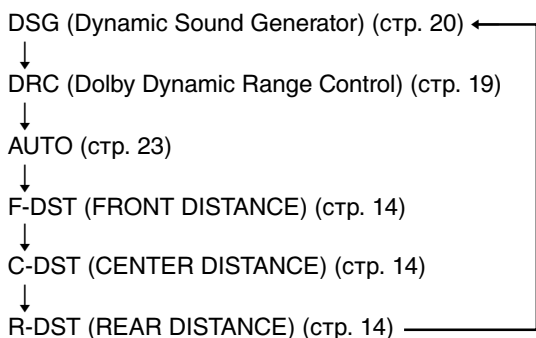 DSG (Dynamic Sound Generator) (стр. 20)
DRC (Dolby Dynamic Range Control) (стр. 19)
AUTO (стр. 23)
F-DST (FRONT DISTANCE) (стр. 14)
C-DST (CENTER DISTANCE) (стр. 14)
R-DST (REAR DISTANCE) (стр. 14)